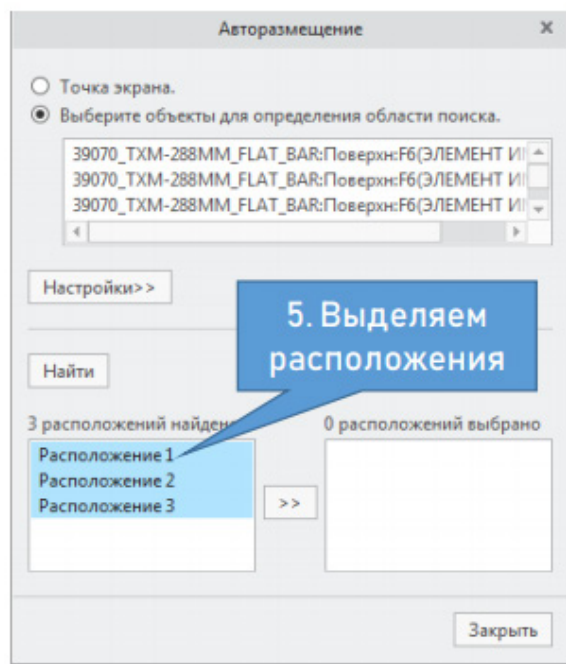 Авторазмещение
Точка экрана.
Выберите объекты для определения области поиска.
39070_TXM-288MM_FLAT_BAR:Поверхн:F6(ЭЛЕМЕНТ
39070_TXM-288MM_FLAT_BAR:Поверхн:F6(ЭЛЕМЕНТ
39070_TXM-288MM_FLAT_BAR:Поверхн:F6(ЭЛЕМЕНТ
Настройки>>
5. Выделяем
расположения
Найти
3 расположений
0 расположений выбрано
Расположение 1
Расположение 2
Расположение 3
>>
Закрыть